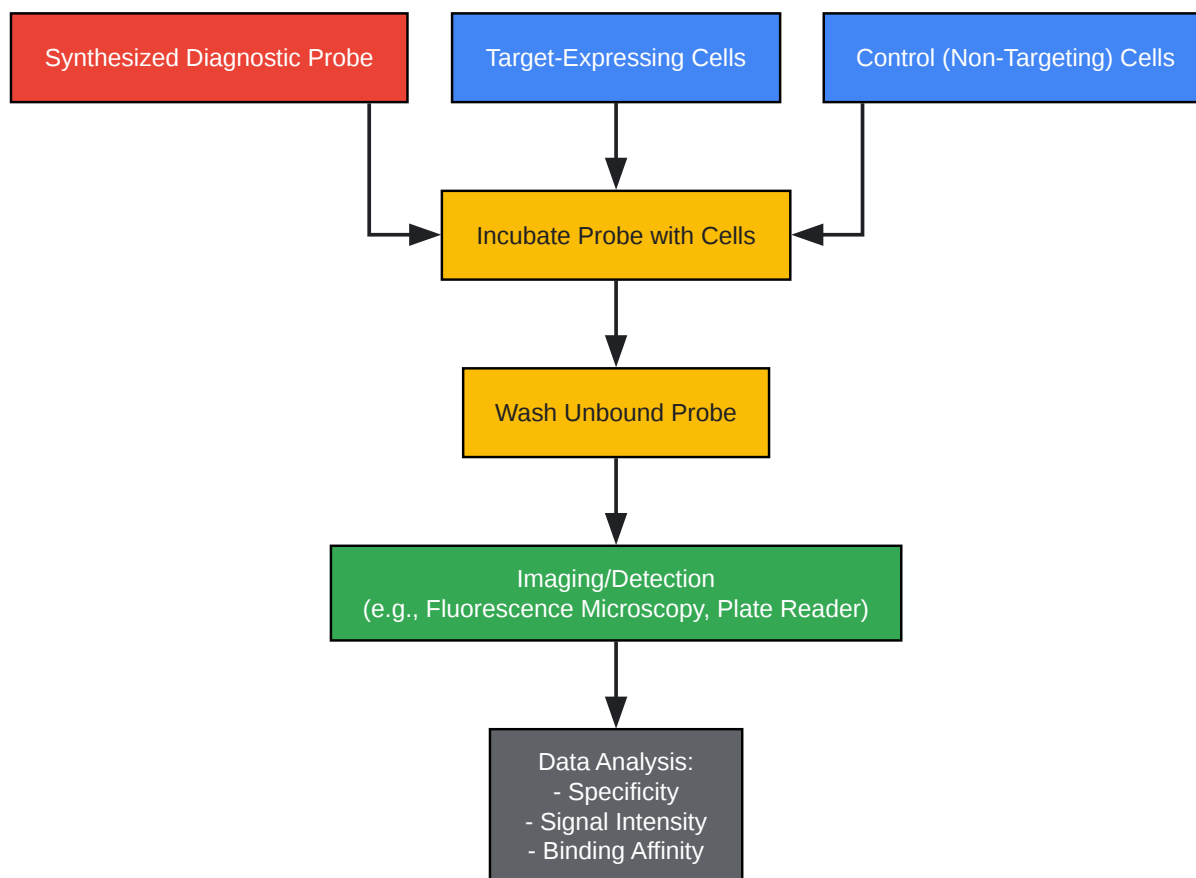 Synthesized Diagnostic Probe
Target-Expressing Cells
Control (Non-Targeting) Cells
Incubate Probe with Cells
Wash Unbound Probe
Imaging/Detection
(e.g., Fluorescence Microscopy, Plate Reader)
Data Analysis:
- Specificity
- Signal Intensity
- Binding Affinity